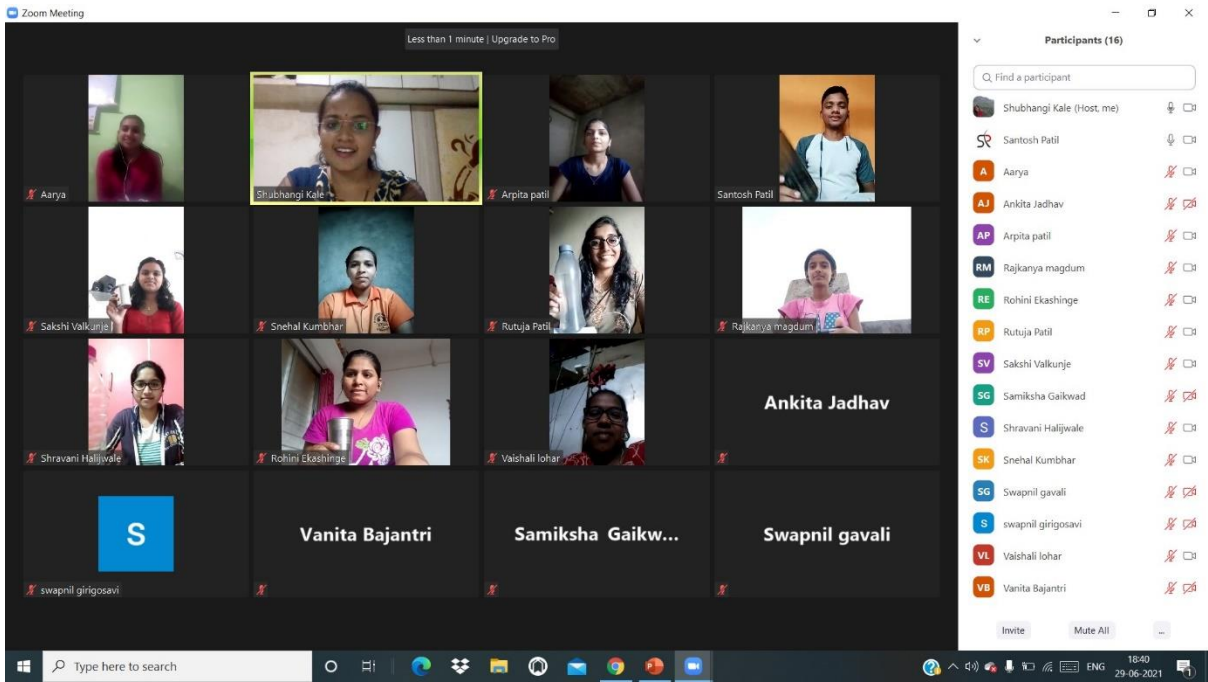 Zoom Meeting
Less than 1 minute | Upgrade to Pro
Aarya
Shubhangi Kale
Arpita patil
Santosh Patil
Sakshi Valkunje
Snehal Kumbhar
Rutuja Patil
Rajkanya magdum
Shravani Halijwale
Rohini Ekashinge
Vaishali lohar
Ankita Jadhav
S
swapnil girigosavi
Vanita Bajantri
Samiksha Gaikw...
Swapnil gavali
Participants (16)
Find a participant
Shubhangi Kale (Host, me)
SR Santosh Patil
A Aarya
AJ Ankita Jadhav
AP Arpita patil
RM Rajkanya magdum
RE Rohini Ekashinge
RP Rutuja Patil
SV Sakshi Valkunje
SG Samiksha Gaikwad
S Shravani Halijwale
SK Snehal Kumbhar
SG Swapnil gavali
S swapnil girigosavi
VL Vaishali lohar
VB Vanita Bajantri
Invite Mute All ...
Type here to search
ENG
18:40
29-06-2021